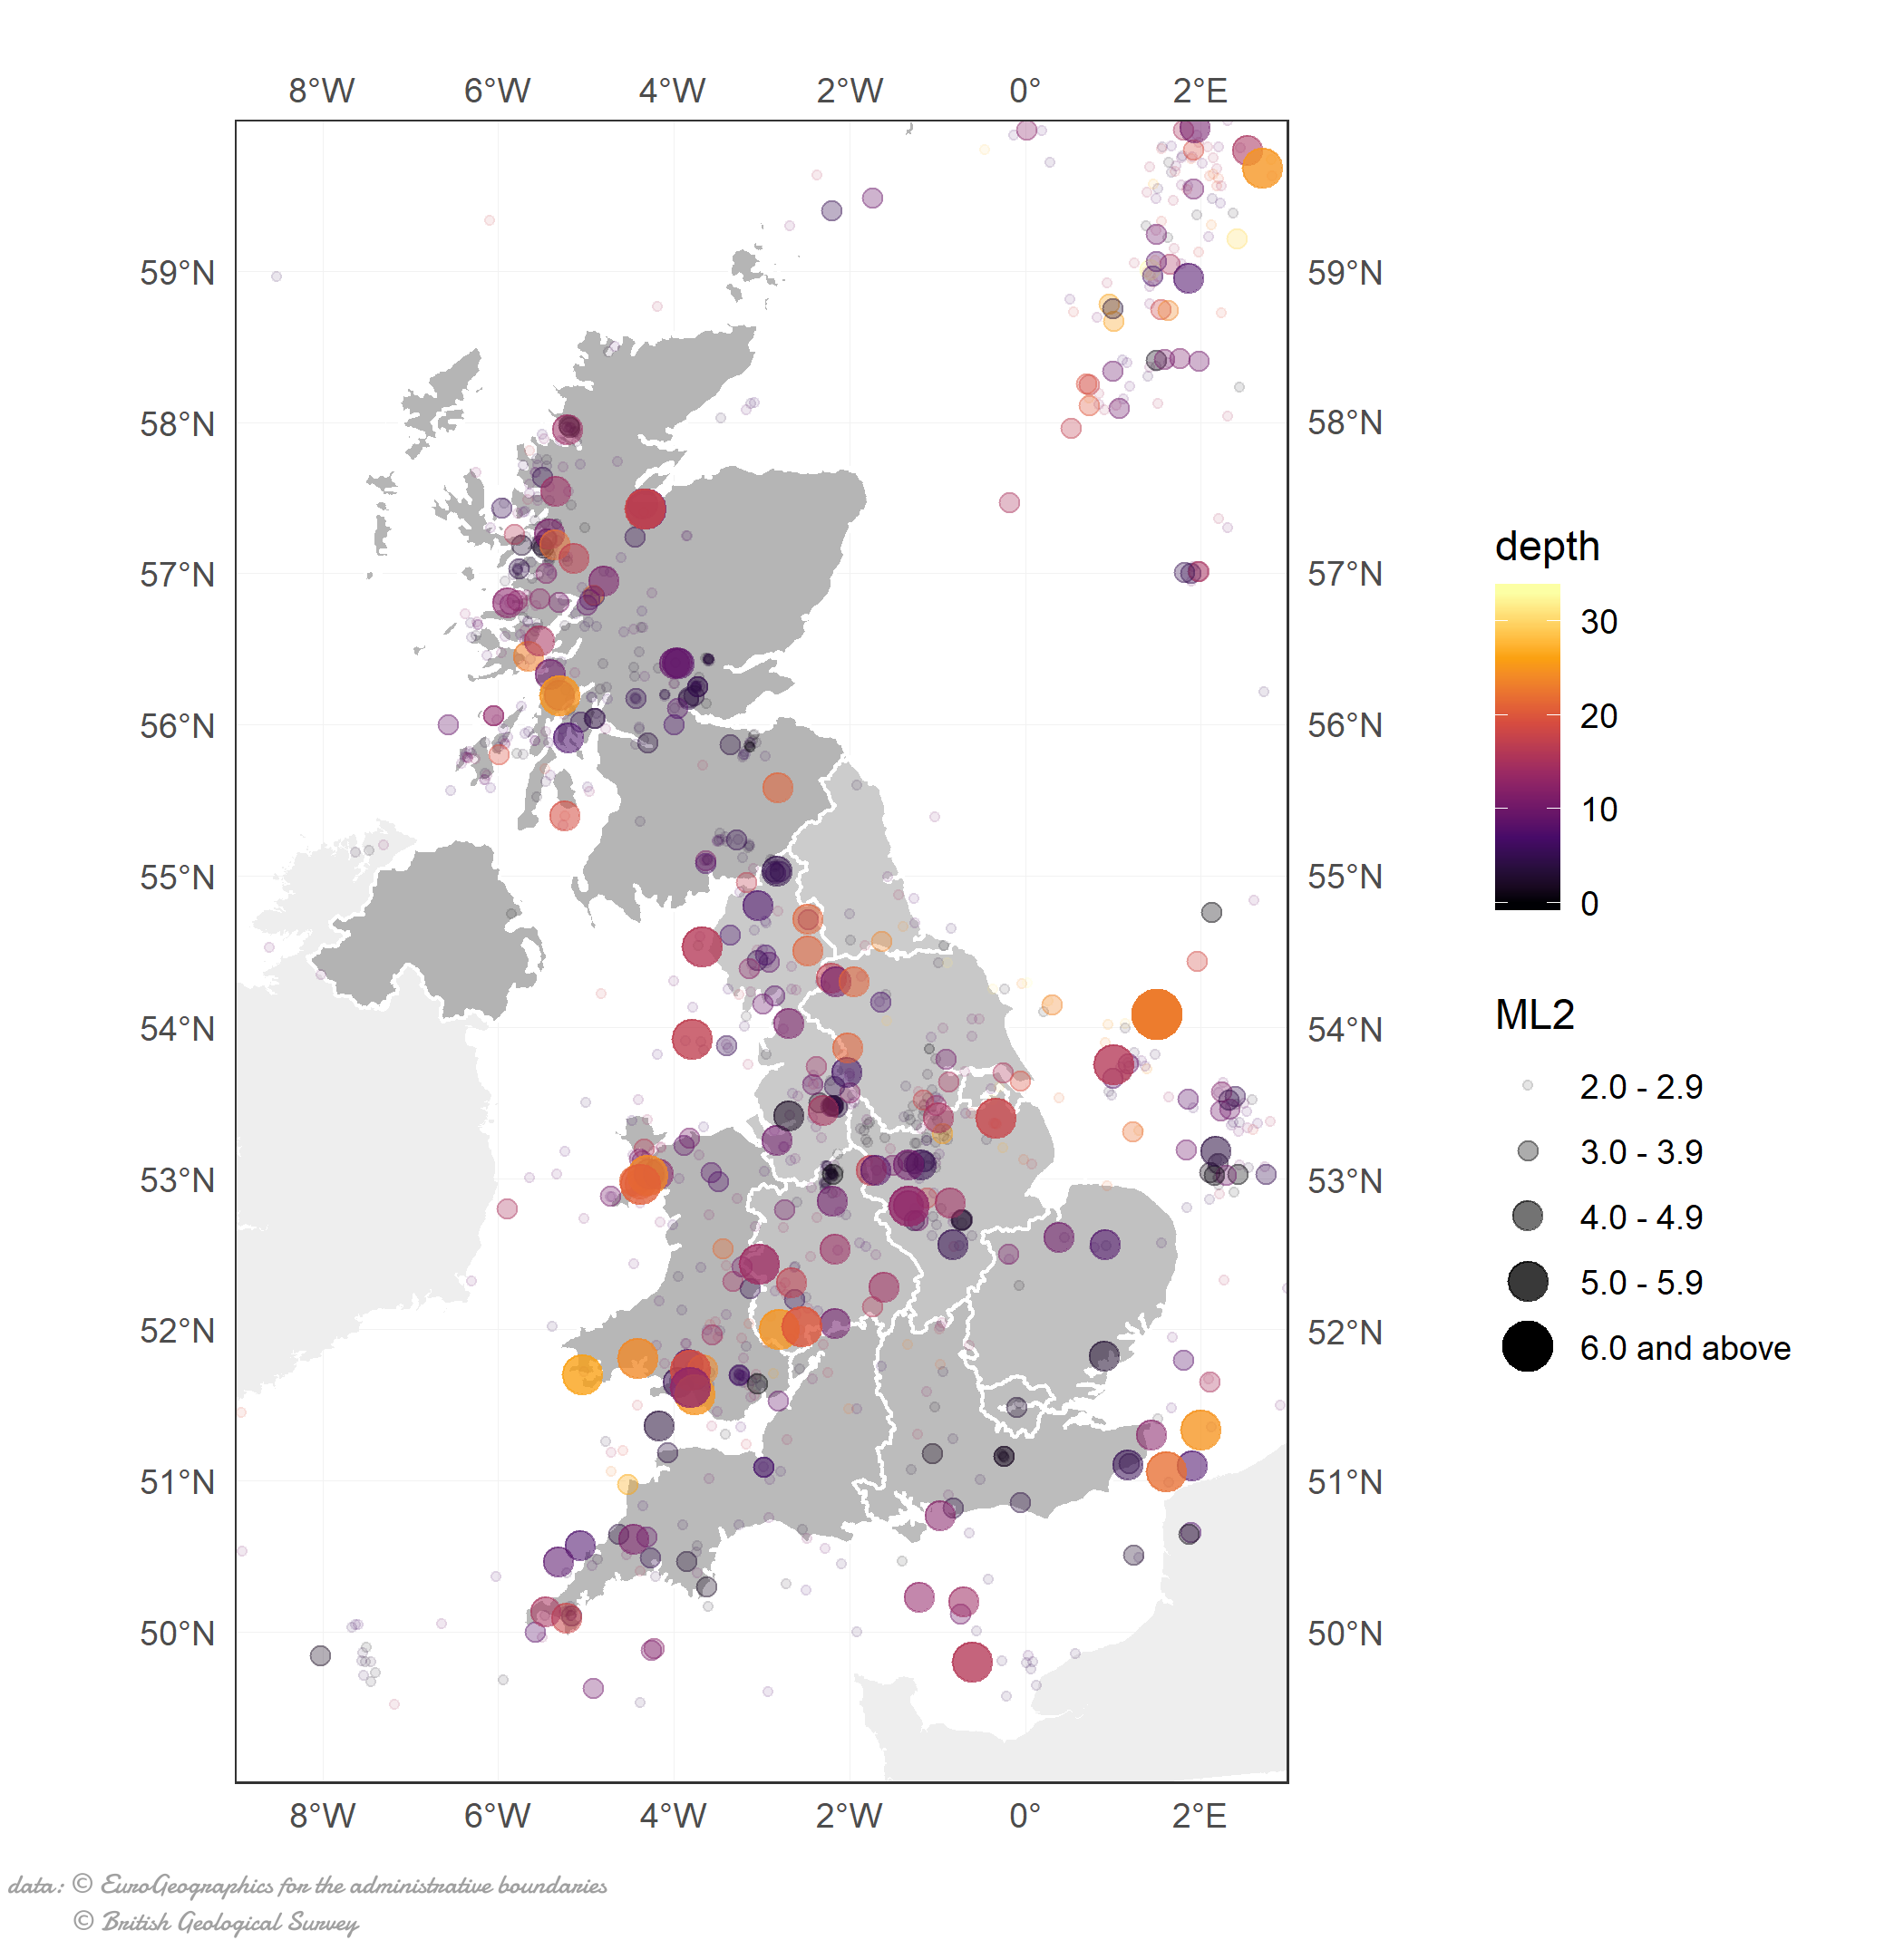 8°W 6°W 4°W 2°W 0° 2°E
59°N 59°N
58°N 58°N
57°N 57°N
56°N 56°N
55°N 55°N
54°N 54°N
53°N 53°N
52°N 52°N
51°N 51°N
50°N 50°N
8°W 6°W 4°W 2°W 0° 2°E
depth
30
20
10
0
ML2
2.0 - 2.9
3.0 - 3.9
4.0 - 4.9
5.0 - 5.9
6.0 and above
data: © EuroGeographics for the administrative boundaries
© British Geological Survey